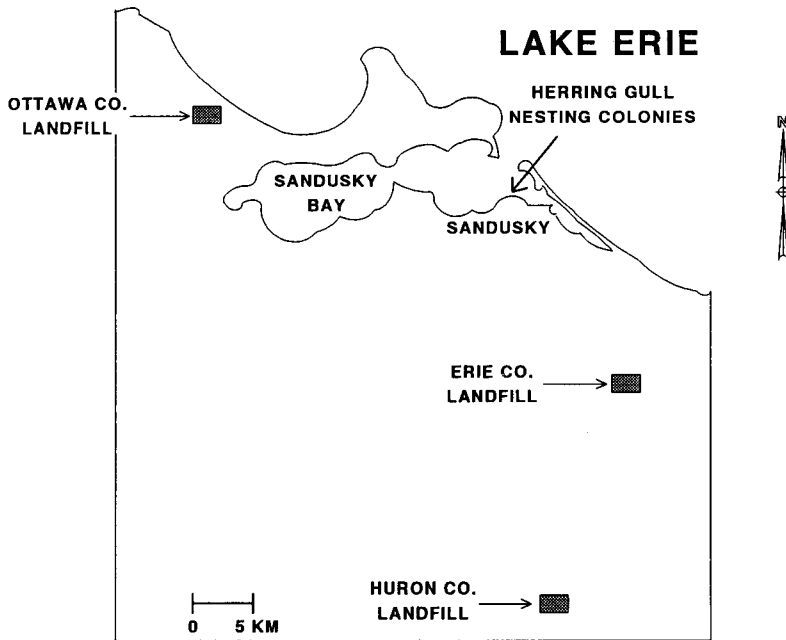 LAKE ERIE
HERRING GULL
NESTING COLONIES
OTTAWA CO.
LANDFILL
N
SANDUSKY
BAY
SANDUSKY
ERIE CO.
LANDFILL
HURON CO.
LANDFILL
0 5 KM